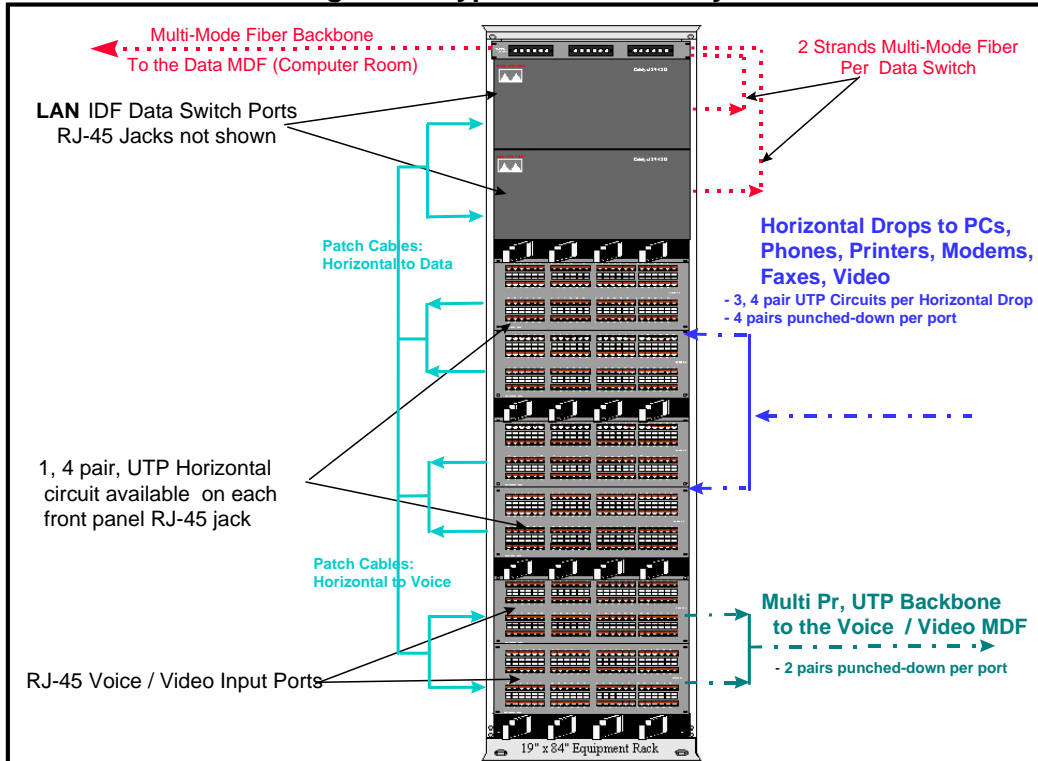 Multi-Mode Fiber Backbone
To the Data MDF (Computer Room)
2 Strands Multi-Mode Fiber
Per Data Switch
LAN IDF Data Switch Ports
RJ-45 Jacks not shown
Patch Cables:
Horizontal to Data
Horizontal Drops to PCs,
Phones, Printers, Modems,
Faxes, Video
- 3, 4 pair UTP Circuits per Horizontal Drop
- 4 pairs punched-down per port
1, 4 pair, UTP Horizontal
circuit available on each
front panel RJ-45 jack
Patch Cables:
Horizontal to Voice
Multi Pr, UTP Backbone
to the Voice / Video MDF
- 2 pairs punched-down per port
RJ-45 Voice / Video Input Ports
19" x 84" Equipment Rack